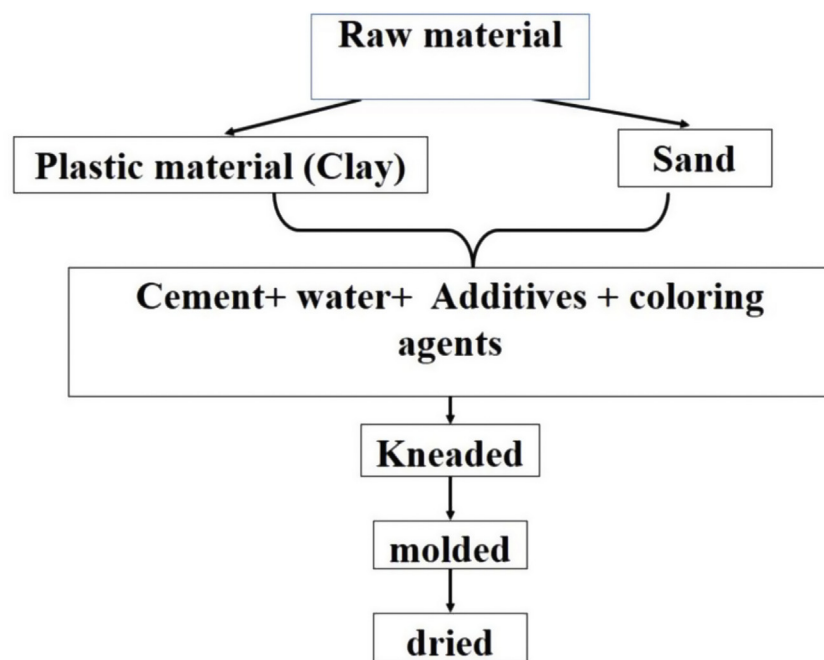 Raw material
Plastic material (Clay)
Sand
Cement+ water+ Additives + coloring
agents
Kneaded
molded
dried